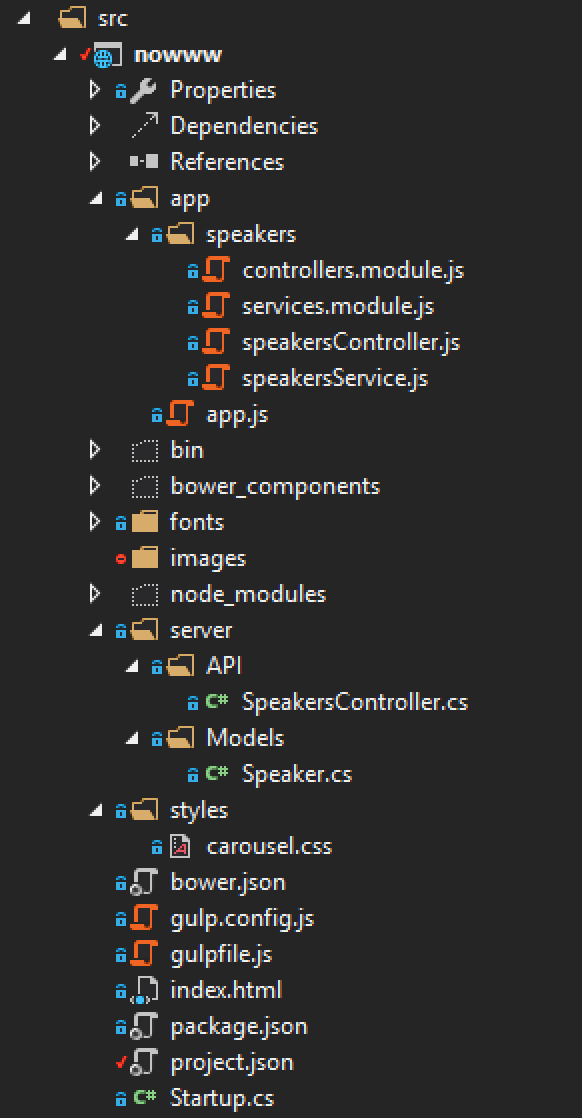 src
nowww
Properties
Dependencies
References
app
speakers
controllers.module.js
services.module.js
speakersController.js
speakersService.js
app.js
bin
bower_components
fonts
images
node_modules
server
API
C# SpeakersController.cs
Models
C# Speaker.cs
styles
carousel.css
bower.json
gulp.config.js
gulpfile.js
index.html
package.json
project.json
C# Startup.cs